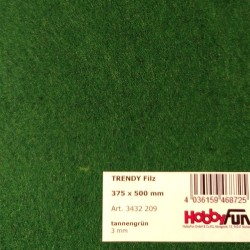 TRENDY Filz
375 x 500 mm
Art. 3432 209
tannengrün
3 mm
4 036159 468725
HobbyFun